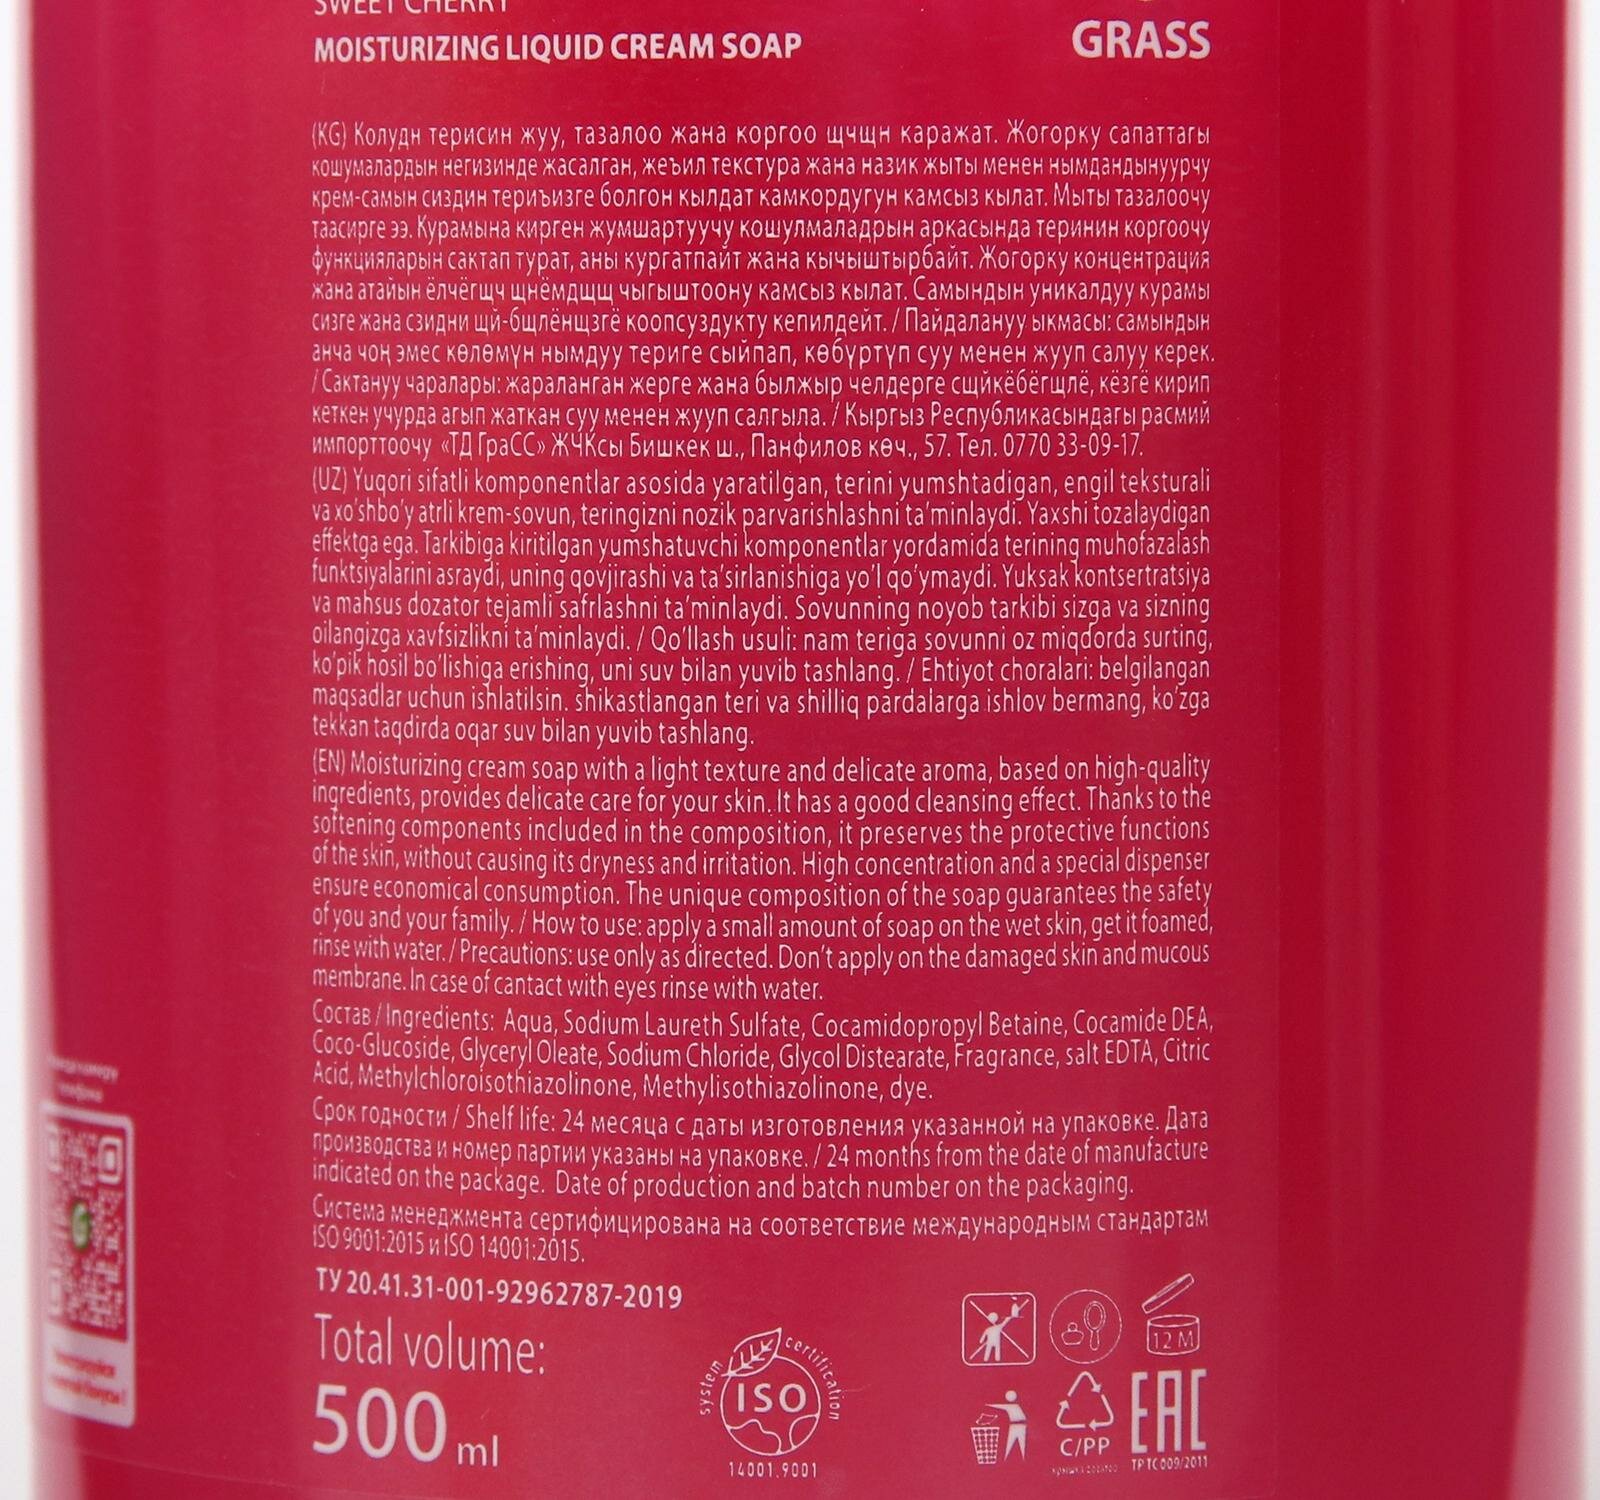 SWEET CHERRY
MOISTURIZING LIQUID CREAM SOAP
GRASS
(KG) Колудн терисин жуу, тазалоо жана коргоо щчщн каражат. Жогорку сапаттагы
кошумалардын негизинде жасалган, жеъил текстура жана назик жыты менен нымдандынуурчу
крем-самын сиздин териъизге болгон кылдат камкордугун камсыз кылат. Мыты тазалоочу
таасирге ээ. Курамына кирген жумшартуучу кошулмаладрын аркасында теринин коргоочу
функцияларын сактап турат, аны кургатпайт жана кычыштырбайт. Жогорку концентрация
жана атайын ёлчёгщч щнёмдщщ чыгыштоону камсыз кылат. Самындын уникалдуу курамы
сизге жана сзидни щй-бщлёнщзгё коопсуздукту кепилдейт. / Пайдалануу ыкмасы: самындын
анча чоң эмес көлөмүн нымдуу териге сыйпап, көбүртүп суу менен жууп салуу керек.
/ Сактануу чаралары: жараланган жерге жана былжыр челдерге сщйкёбёгщлё, кёзгё кирип
кеткен учурда агып жаткан суу менен жууп салгыла. / Кыргыз Республикасындагы расмий
импорттоочу «ТД ГраСС» ЖЧКсы Бишкек ш., Панфилов көч., 57. Тел. 0770 33-09-17.
(UZ) Yuqori sifatli komponentlar asosida yaratilgan, terini yumshtadigan, engil teksturali
va xo'shbo'y atrli krem-sovun, teringizni nozik parvarishlashni ta'minlaydi. Yaxshi tozalaydigan
effektga ega. Tarkibiga kiritilgan yumshatuvchi komponentlar yordamida terining muhofazalash
funktsiyalarini asraydi, uning qovjirashi va ta'sirlanishiga yo'l qo'ymaydi. Yuksak kontsertratsiya
va mahsus dozator tejamli safrlashni ta'minlaydi. Sovunning noyob tarkibi sizga va sizning
oilangizga xavfsizlikni ta'minlaydi. / Qo'llash usuli: nam teriga sovunni oz miqdorda surting,
ko'pik hosil bo'lishiga erishing, uni suv bilan yuvib tashlang. / Ehtiyot choralari: belgilangan
maqsadlar uchun ishlatilsin. shikastlangan teri va shilliq pardalarga ishlov bermang, ko'zga
tekkan taqdirda oqar suv bilan yuvib tashlang.
(EN) Moisturizing cream soap with a light texture and delicate aroma, based on high-quality
ingredients, provides delicate care for your skin. It has a good cleansing effect. Thanks to the
softening components included in the composition, it preserves the protective functions
of the skin, without causing its dryness and irritation. High concentration and a special dispenser
ensure economical consumption. The unique composition of the soap guarantees the safety
of you and your family. / How to use: apply a small amount of soap on the wet skin, get it foamed,
rinse with water. / Precautions: use only as directed. Don't apply on the damaged skin and mucous
membrane. In case of cantact with eyes rinse with water.
Состав / Ingredients: Aqua, Sodium Laureth Sulfate, Cocamidopropyl Betaine, Cocamide DEA,
Coco-Glucoside, Glyceryl Oleate, Sodium Chloride, Glycol Distearate, Fragrance, salt EDTA, Citric
Acid, Methylchloroisothiazolinone, Methylisothiazolinone, dye.
Срок годности / Shelf life: 24 месяца с даты изготовления указанной на упаковке. Дата
производства и номер партии указаны на упаковке. / 24 months from the date of manufacture
indicated on the package. Date of production and batch number on the packaging.
Система менеджмента сертифицирована на соответствие международным стандартам
ISO 9001:2015 и ISO 14001:2015.
ТУ 20.41.31-001-92962787-2019
Total volume:
500 ml
system certification
ISO
14001.9001
12 M
C/PP
EAC
ТР ТС 009/2011